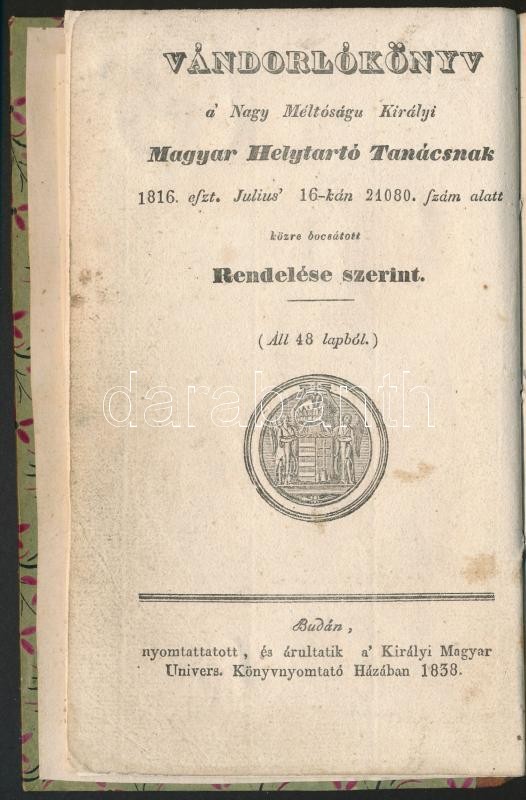 VÁNDORLÓKÖNYV
a' Nagy Méltóságu Királyi
Magyar Helytartó Tanácsnak
1816. eſzt. Julius' 16-kán 21080. ſzám alatt
közre bocsátott
Rendelése szerint.
(Áll 48 lapból.)
darabanth
Budán,
nyomtattatott, és árultatik a' Királyi Magyar
Univers. Könyvnyomtató Házában 1838.